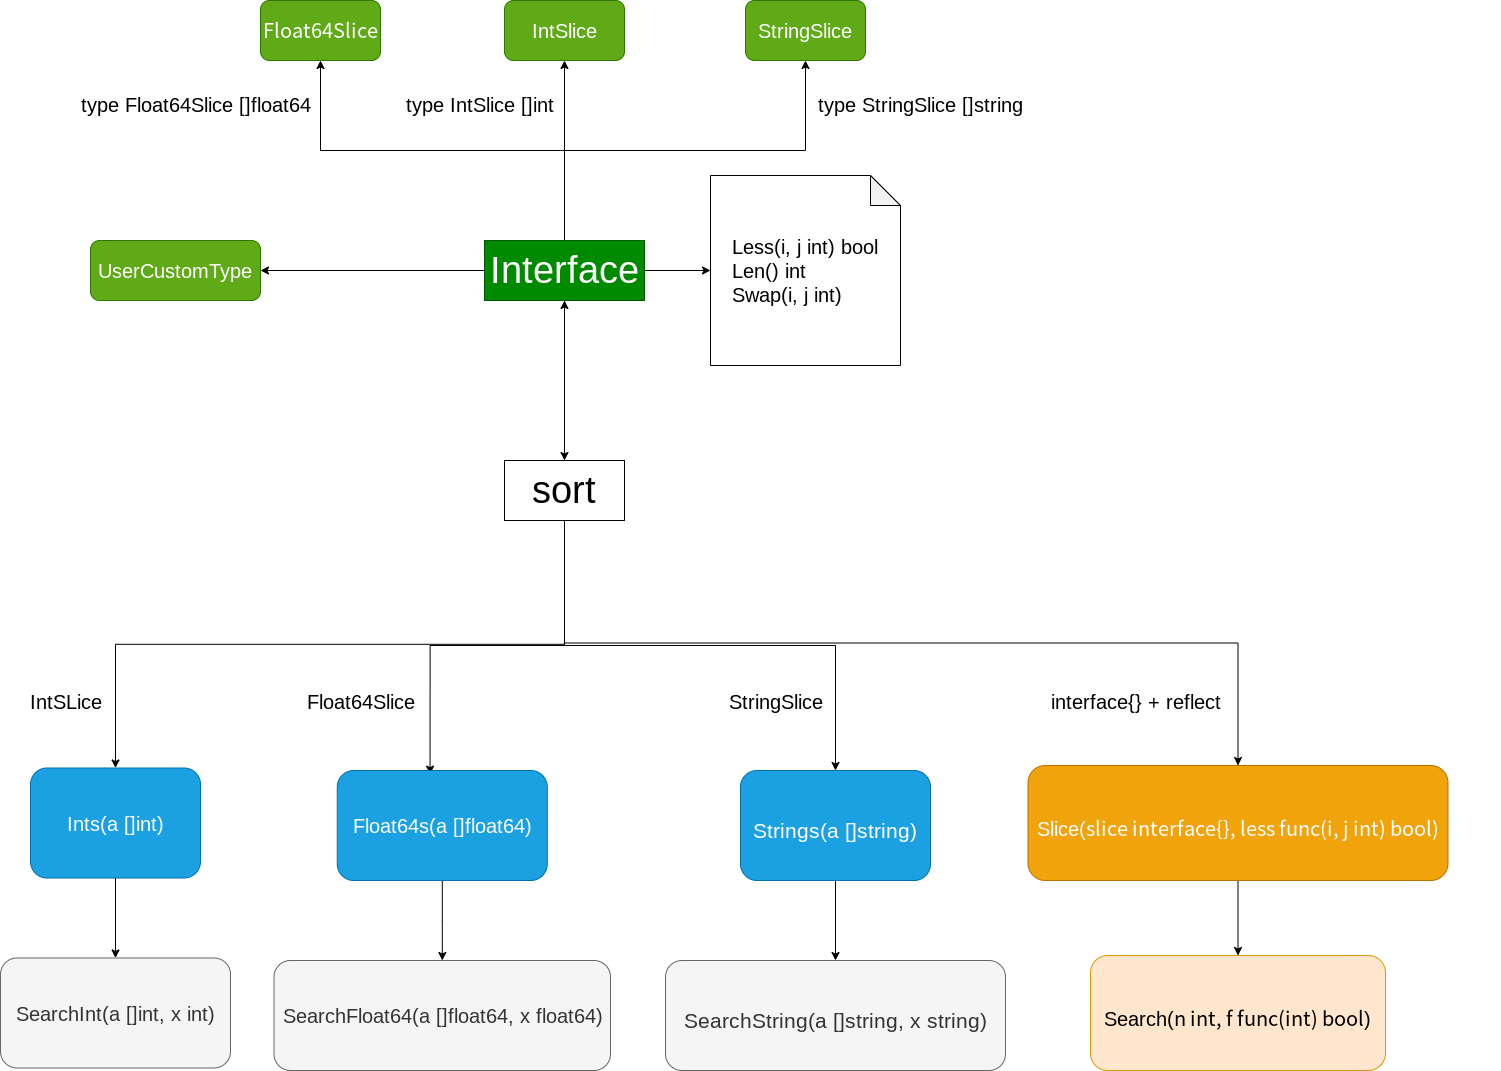 Float64Slice
IntSlice
StringSlice
type Float64Slice []float64
type IntSlice []int
type StringSlice []string
UserCustomType
Interface
Less(i, j int) bool
Len() int
Swap(i, j int)
sort
IntSLice
Float64Slice
StringSlice
interface{} + reflect
Ints(a []int)
Float64s(a []float64)
Strings(a []string)
Slice(slice interface{}, less func(i, j int) bool)
SearchInt(a []int, x int)
SearchFloat64(a []float64, x float64)
SearchString(a []string, x string)
Search(n int, f func(int) bool)